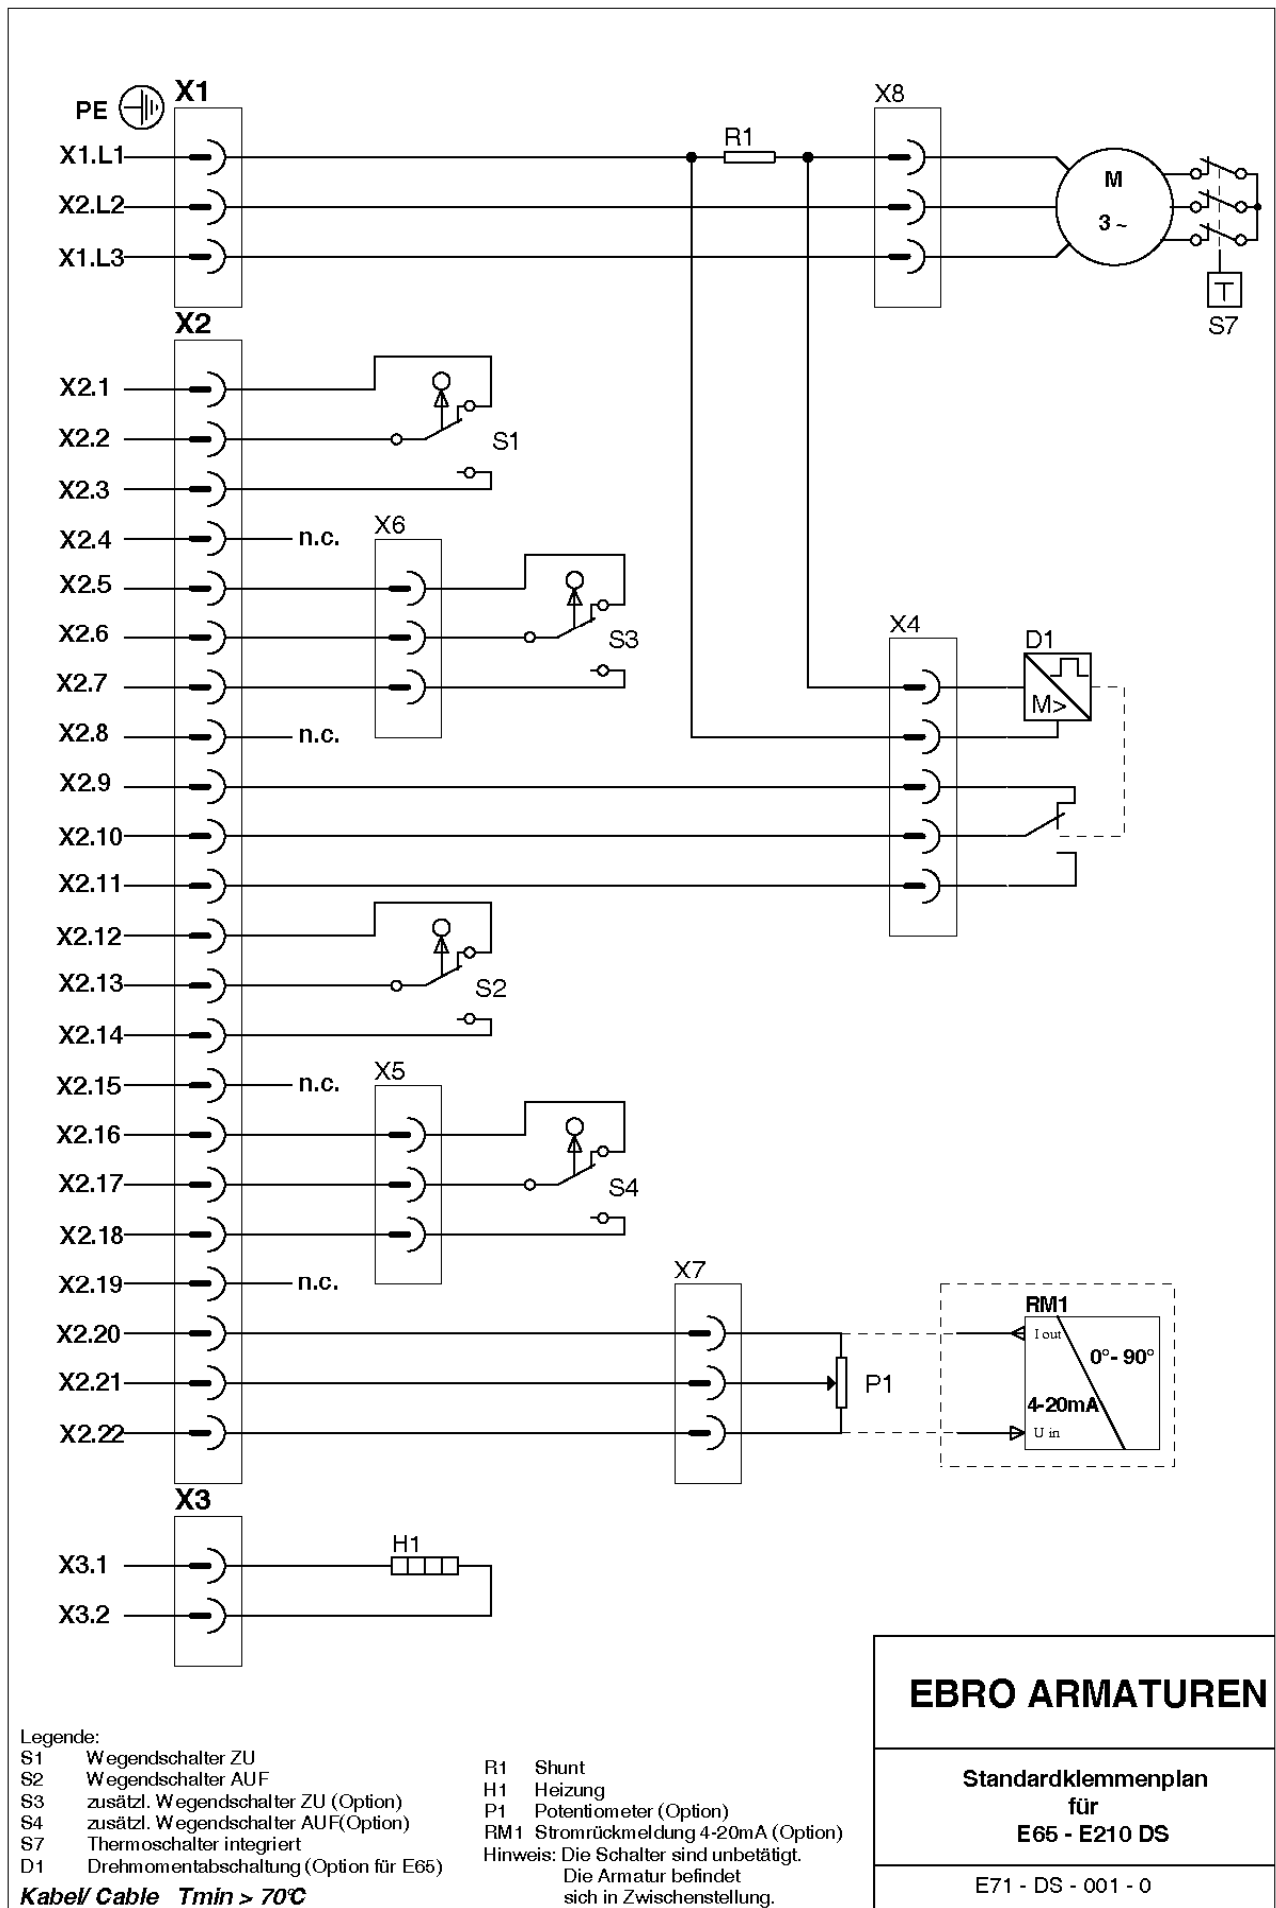 X1
PE
X8
X1.L1
R1
X2.L2
M
3 ~
X1.L3
T
S7
X2
X2.1
X2.2
S1
X2.3
X2.4
n.c.
X6
X2.5
X2.6
S3
X2.7
X4
D1
M>
X2.8
n.c.
X2.9
X2.10
X2.11
X2.12
X2.13
S2
X2.14
X2.15
n.c.
X5
X2.16
X2.17
S4
X2.18
X2.19
n.c.
X7
X2.20
RM1
I out
0°- 90°
X2.21
P1
4-20mA
X2.22
U in
X3
X3.1
H1
X3.2
EBRO ARMATUREN
Standardklemmenplan
für
E65 - E210 DS
E71 - DS - 001 - 0
Legende:
S1 Wegendschalter ZU
S2 Wegendschalter AUF
S3 zusätzl. Wegendschalter ZU (Option)
S4 zusätzl. Wegendschalter AUF(Option)
S7 Thermoschalter integriert
D1 Drehmomentabschaltung (Option für E65)
Kabel/ Cable Tmin > 70°C
R1 Shunt
H1 Heizung
P1 Potentiometer (Option)
RM1 Stromrückmeldung 4-20mA (Option)
Hinweis: Die Schalter sind unbetätigt.
Die Armatur befindet
sich in Zwischenstellung.